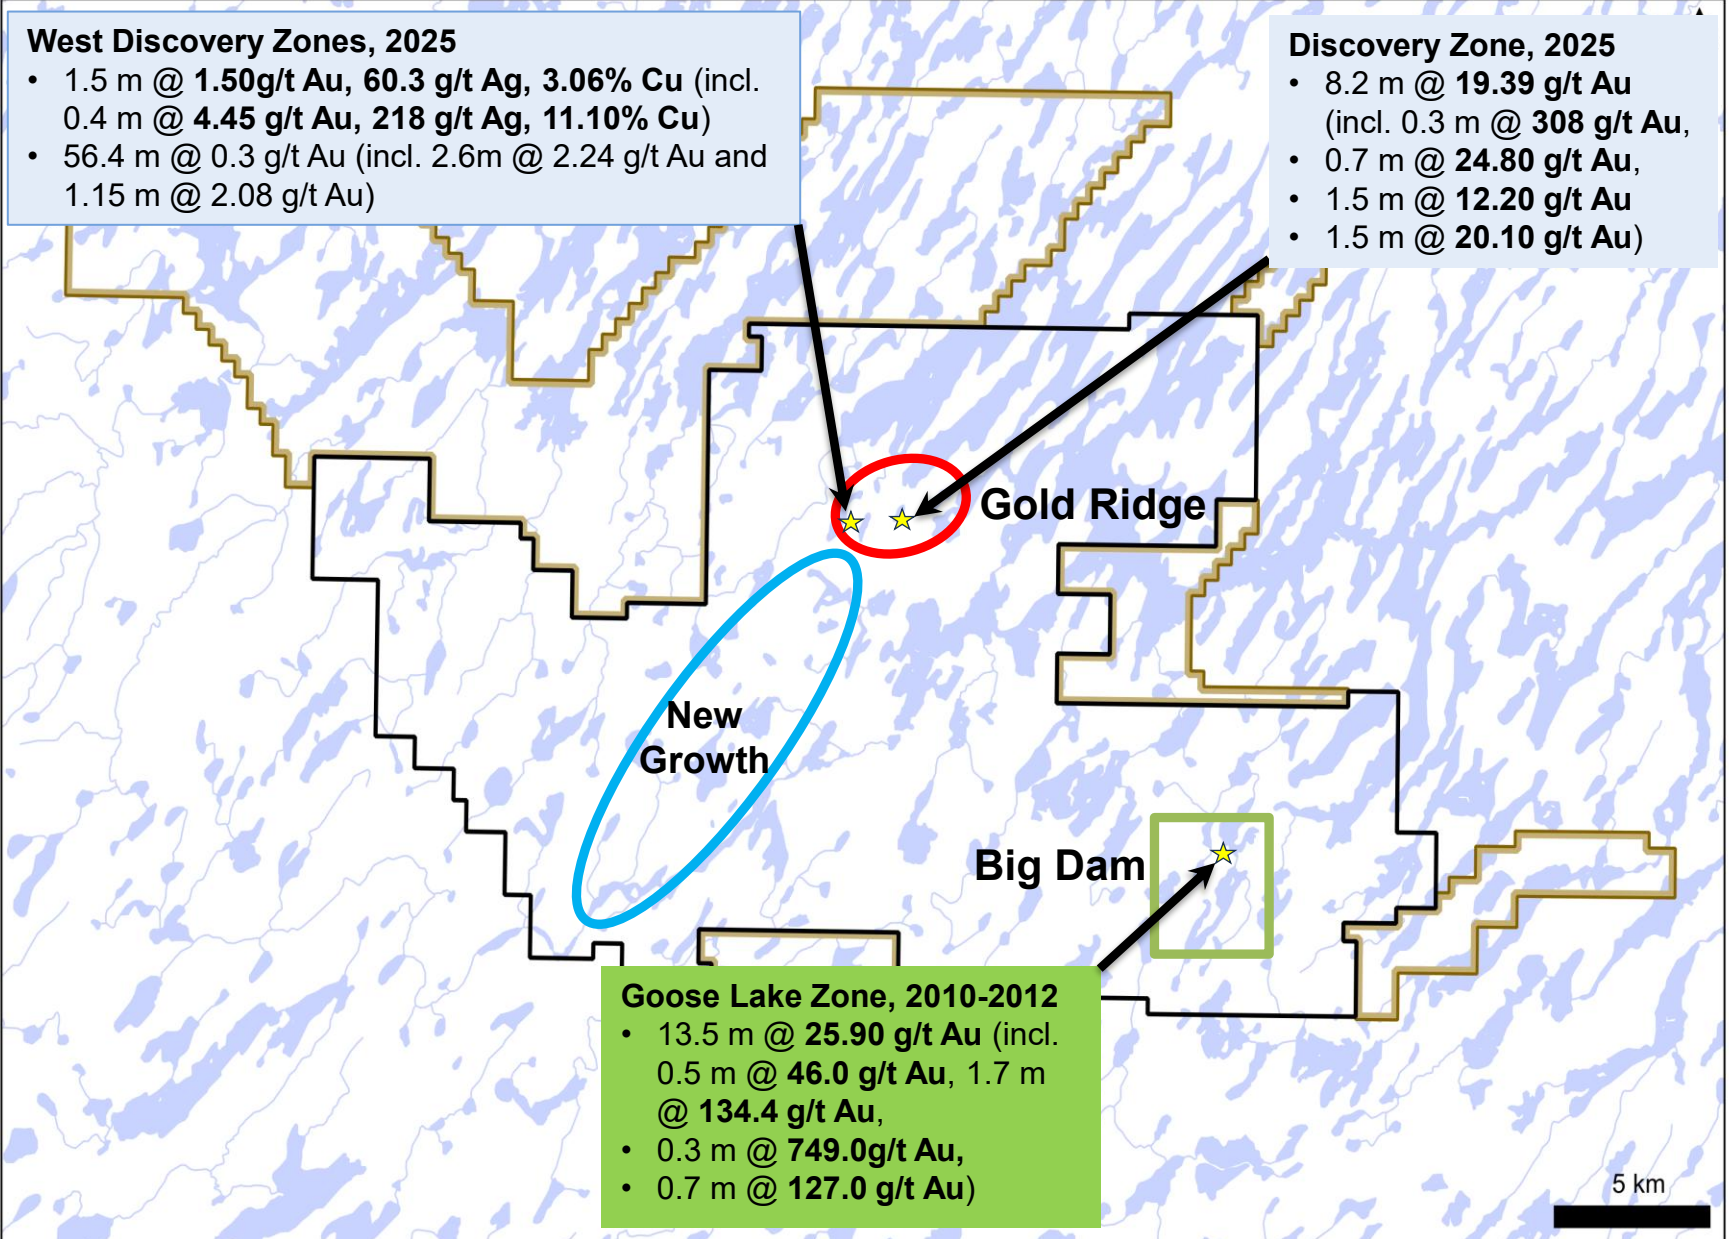 West Discovery Zones, 2025
• 1.5 m @ 1.50g/t Au, 60.3 g/t Ag, 3.06% Cu (incl.
0.4 m @ 4.45 g/t Au, 218 g/t Ag, 11.10% Cu)
• 56.4 m @ 0.3 g/t Au (incl. 2.6m @ 2.24 g/t Au and
1.15 m @ 2.08 g/t Au)
Discovery Zone, 2025
• 8.2 m @ 19.39 g/t Au
(incl. 0.3 m @ 308 g/t Au,
• 0.7 m @ 24.80 g/t Au,
• 1.5 m @ 12.20 g/t Au
• 1.5 m @ 20.10 g/t Au)
Gold Ridge
New
Growth
Big Dam
Goose Lake Zone, 2010-2012
• 13.5 m @ 25.90 g/t Au (incl.
0.5 m @ 46.0 g/t Au, 1.7 m
@ 134.4 g/t Au,
• 0.3 m @ 749.0g/t Au,
• 0.7 m @ 127.0 g/t Au)
5 km